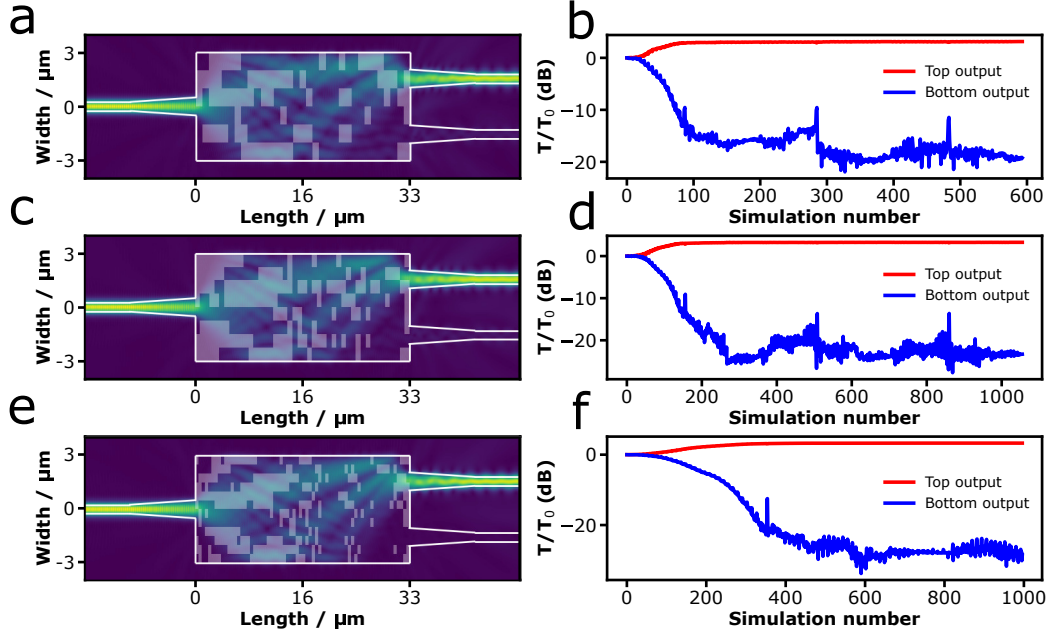 a
Width / µm
3
0
-3
0
16
33
Length / µm
b
T/T₀ (dB)
0
−10
−20
Top output
Bottom output
0
100
200
300
400
500
600
Simulation number
c
Width / µm
3
0
-3
0
16
33
Length / µm
d
T/T₀ (dB)
0
−10
−20
Top output
Bottom output
0
200
400
600
800
1000
Simulation number
e
Width / µm
3
0
-3
0
16
33
Length / µm
f
T/T₀ (dB)
0
−20
Top output
Bottom output
0
200
400
600
800
1000
Simulation number